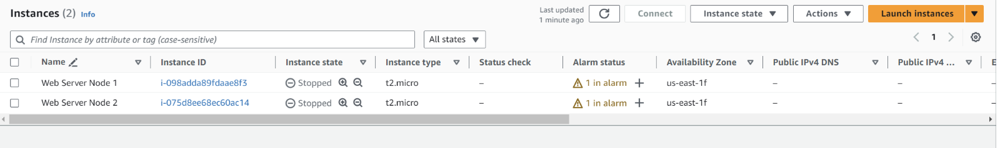 Instances (2) Info
Last updated
1 minute ago
Connect
Instance state
Actions
Launch instances
Find Instance by attribute or tag (case-sensitive)
All states
1
Name Instance ID Instance state Instance type Status check Alarm status Availability Zone Public IPv4 DNS Public IPv4 ... E
Web Server Node 1 i-098adda89fdaae8f3 Stopped t2.micro – 1 in alarm + us-east-1f – – –
Web Server Node 2 i-075d8ee68ec60ac14 Stopped t2.micro – 1 in alarm + us-east-1f – – –